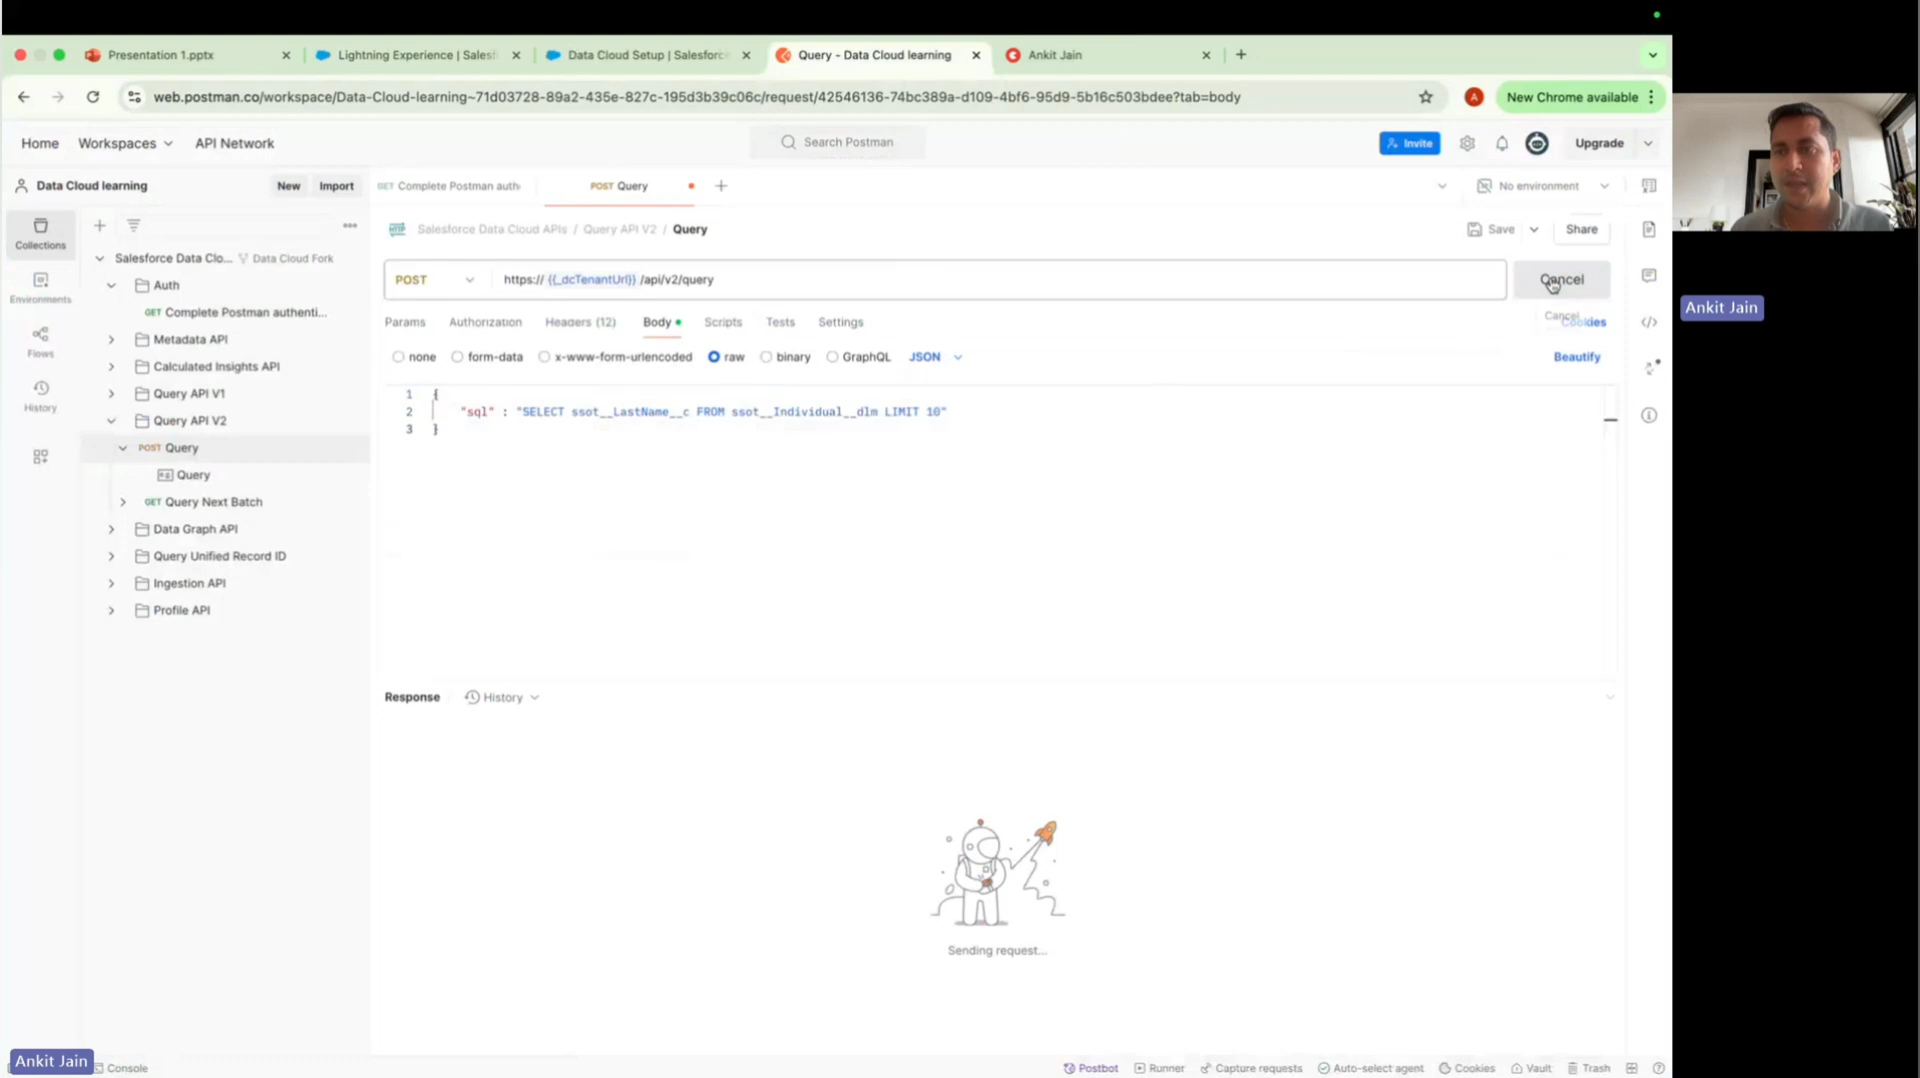 Presentation 1.pptx
Lightning Experience | Salesf
Data Cloud Setup | Salesforce
Query - Data Cloud learning
Ankit Jain
web.postman.co/workspace/Data-Cloud-learning~71d03728-89a2-435e-827c-195d3b39c06c/request/42546136-74bc389a-d109-4bf6-95d9-5b16c503bdee?tab=body
A
New Chrome available
Home
Workspaces
API Network
Search Postman
Invite
Upgrade
Data Cloud learning
New
Import
GET Complete Postman auth
POST Query
No environment
Collections
Environments
Flows
History
Salesforce Data Clo...
Data Cloud Fork
Auth
GET Complete Postman authenti...
Metadata API
Calculated Insights API
Query API V1
Query API V2
POST Query
Query
GET Query Next Batch
Data Graph API
Query Unified Record ID
Ingestion API
Profile API
HTTP
Salesforce Data Cloud APIs / Query API V2 / Query
Save
Share
POST
https:// {{_dcTenantUrl}} /api/v2/query
Cancel
Cancel
Params
Authorization
Headers (12)
Body
Scripts
Tests
Settings
Cookies
none
form-data
x-www-form-urlencoded
raw
binary
GraphQL
JSON
Beautify
1 {
2 "sql" : "SELECT ssot__LastName__c FROM ssot__Individual__dlm LIMIT 10"
3 }
Response
History
Sending request...
Ankit Jain
Ankit Jain
Console
Postbot
Runner
Capture requests
Auto-select agent
Cookies
Vault
Trash